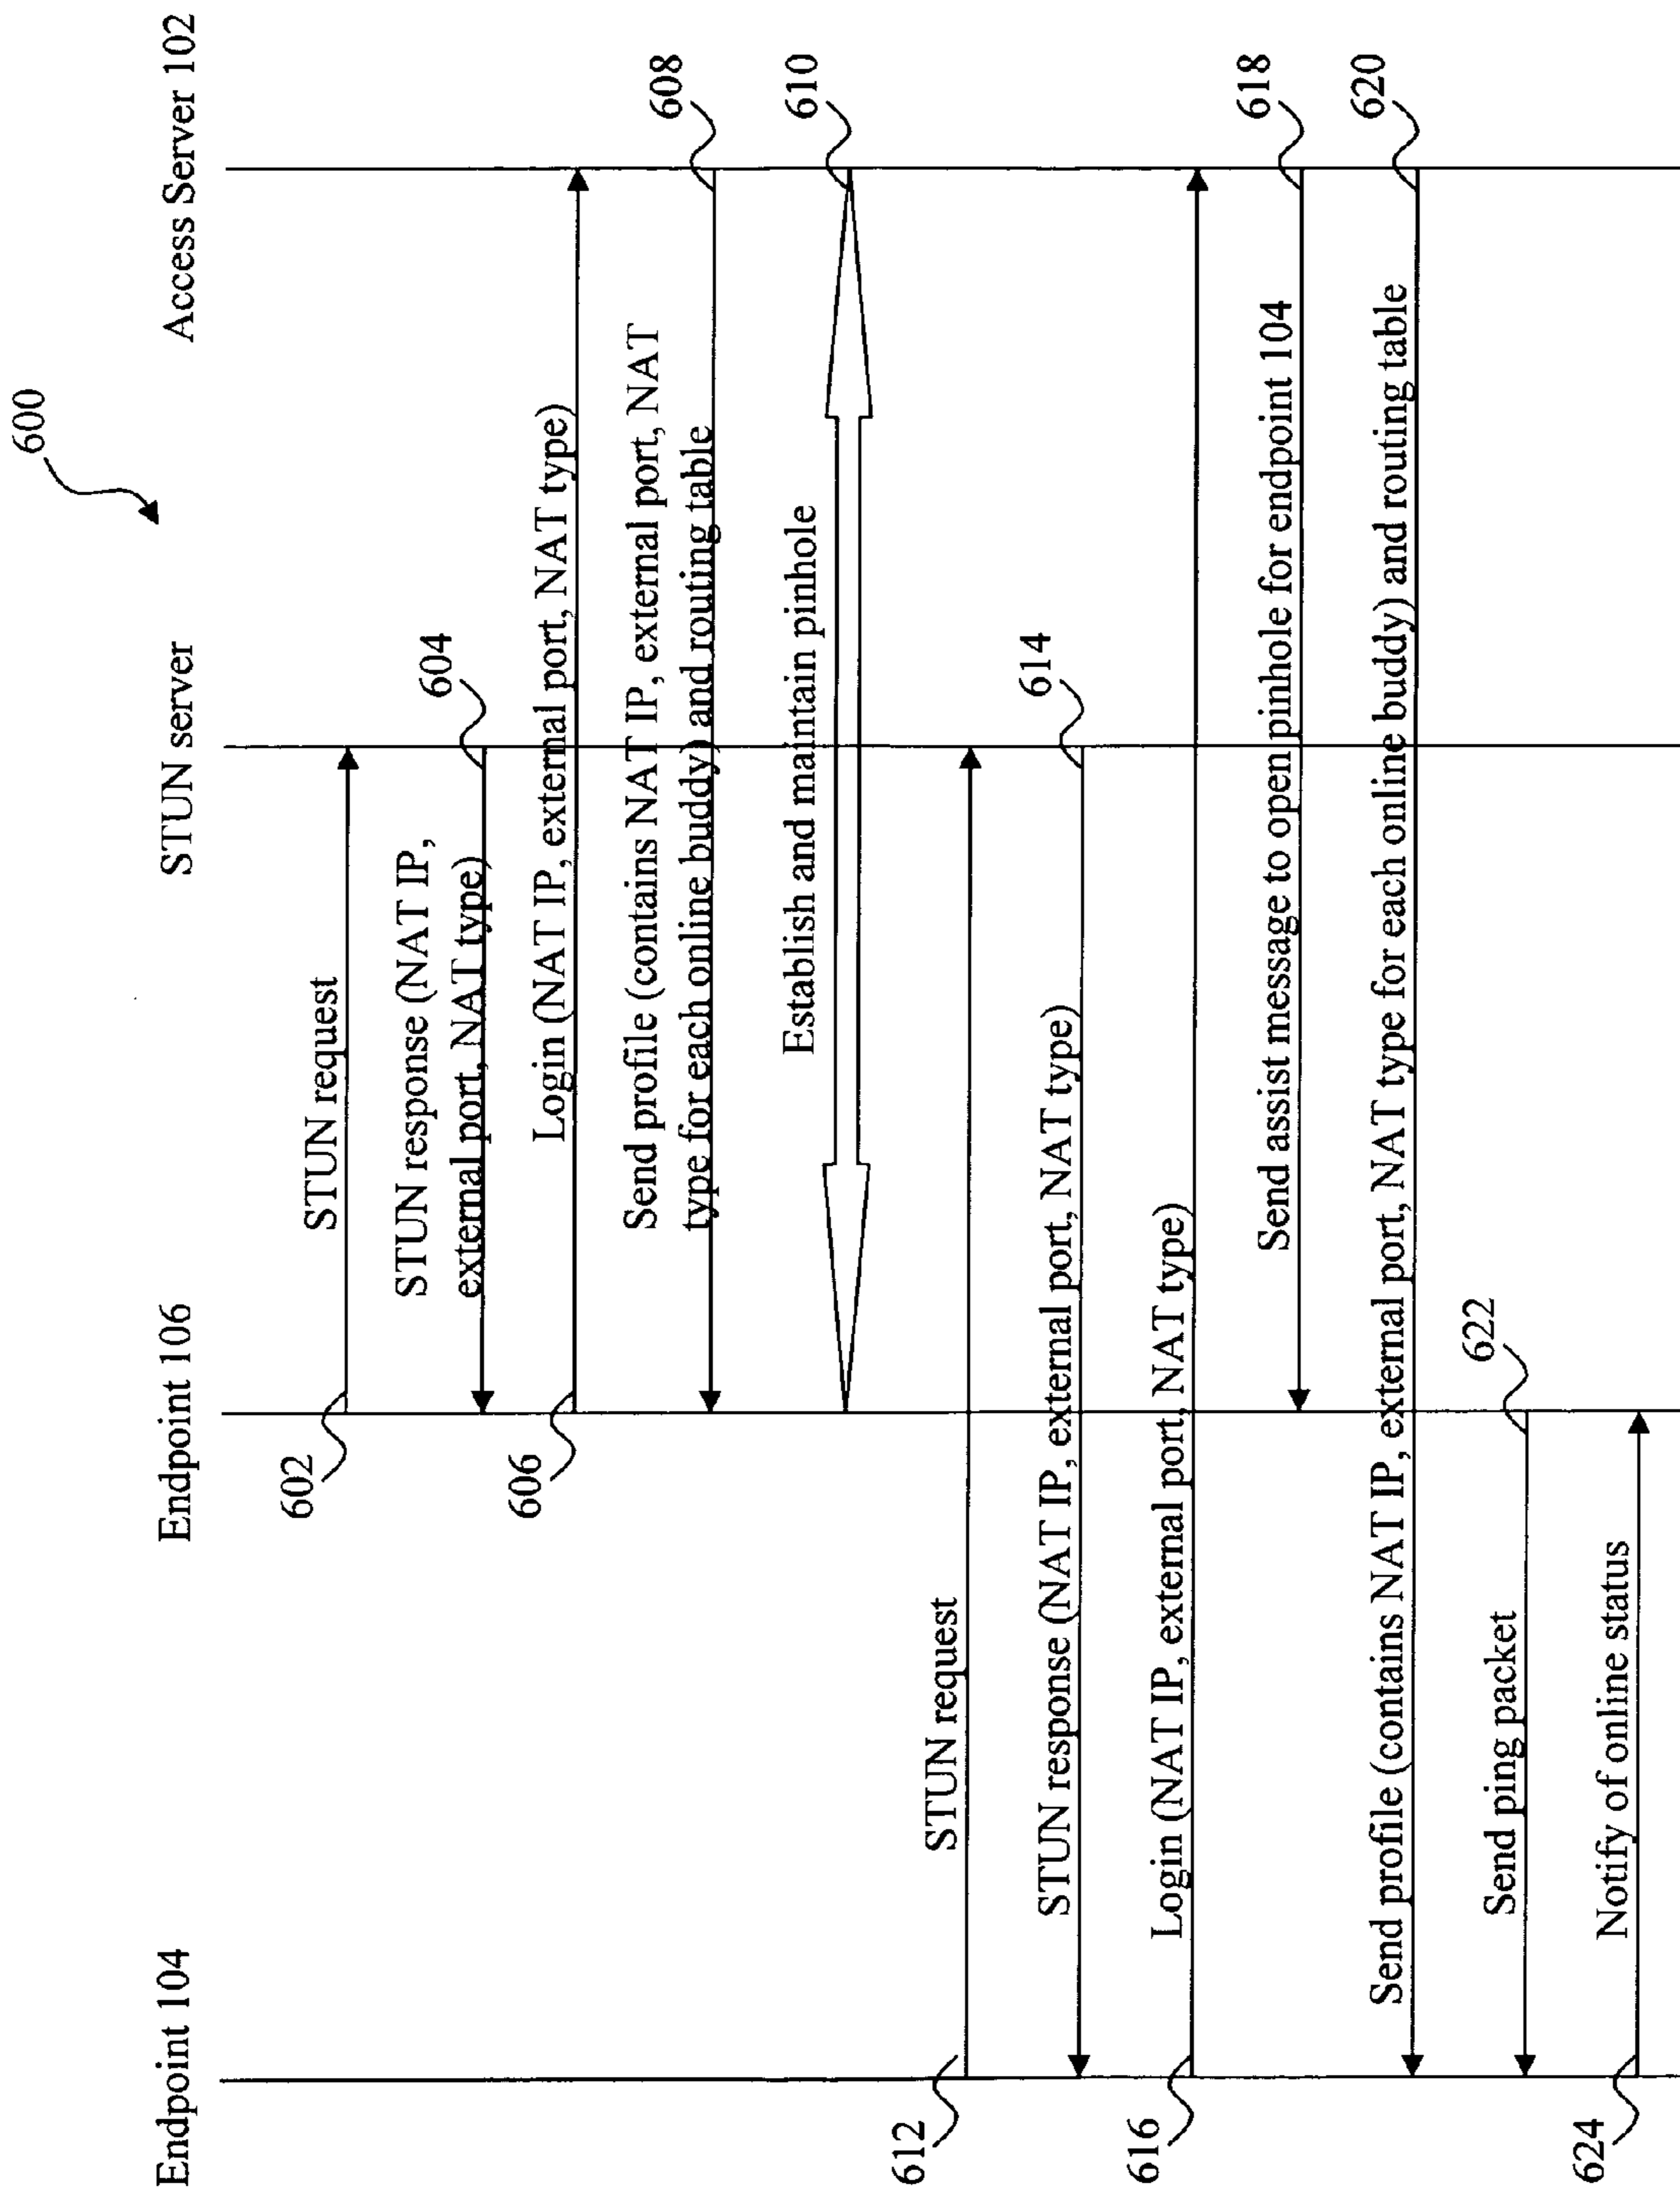 600
Endpoint 104
Endpoint 106
STUN server
Access Server 102
602
STUN request
604
STUN response (NAT IP,
external port, NAT type)
606
Login (NAT IP, external port, NAT type)
608
Send profile (contains NAT IP, external port, NAT
type for each online buddy) and routing table
610
Establish and maintain pinhole
612
STUN request
614
STUN response (NAT IP, external port, NAT type)
616
Login (NAT IP, external port, NAT type)
618
Send assist message to open pinhole for endpoint 104
620
Send profile (contains NAT IP, external port, NAT type for each online buddy) and routing table
622
Send ping packet
624
Notify of online status